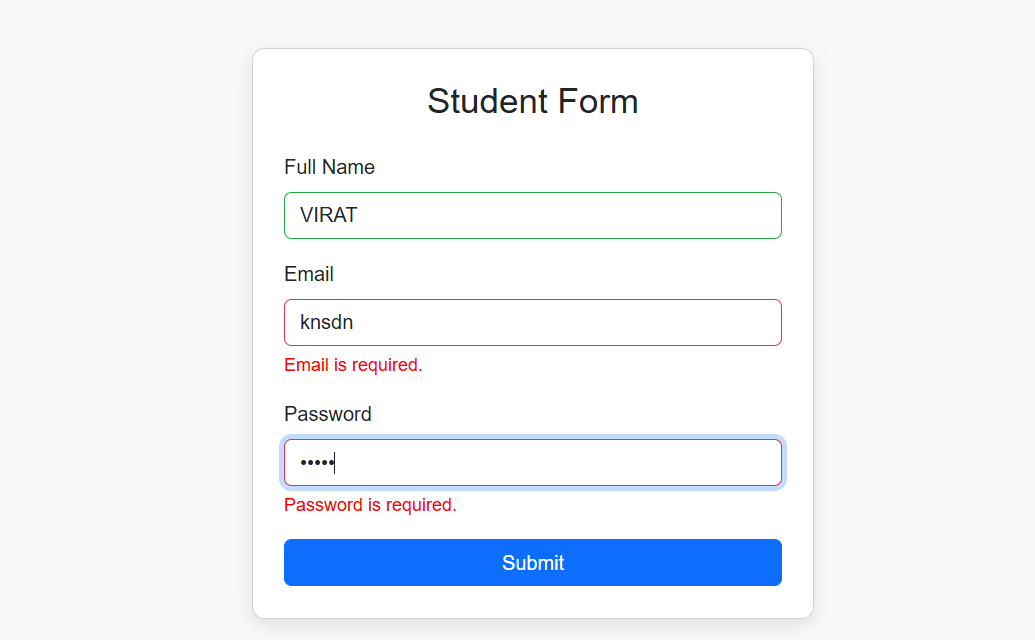 Student Form
Full Name
VIRAT
Email
knsdn
Email is required.
Password
•••••
Password is required.
Submit